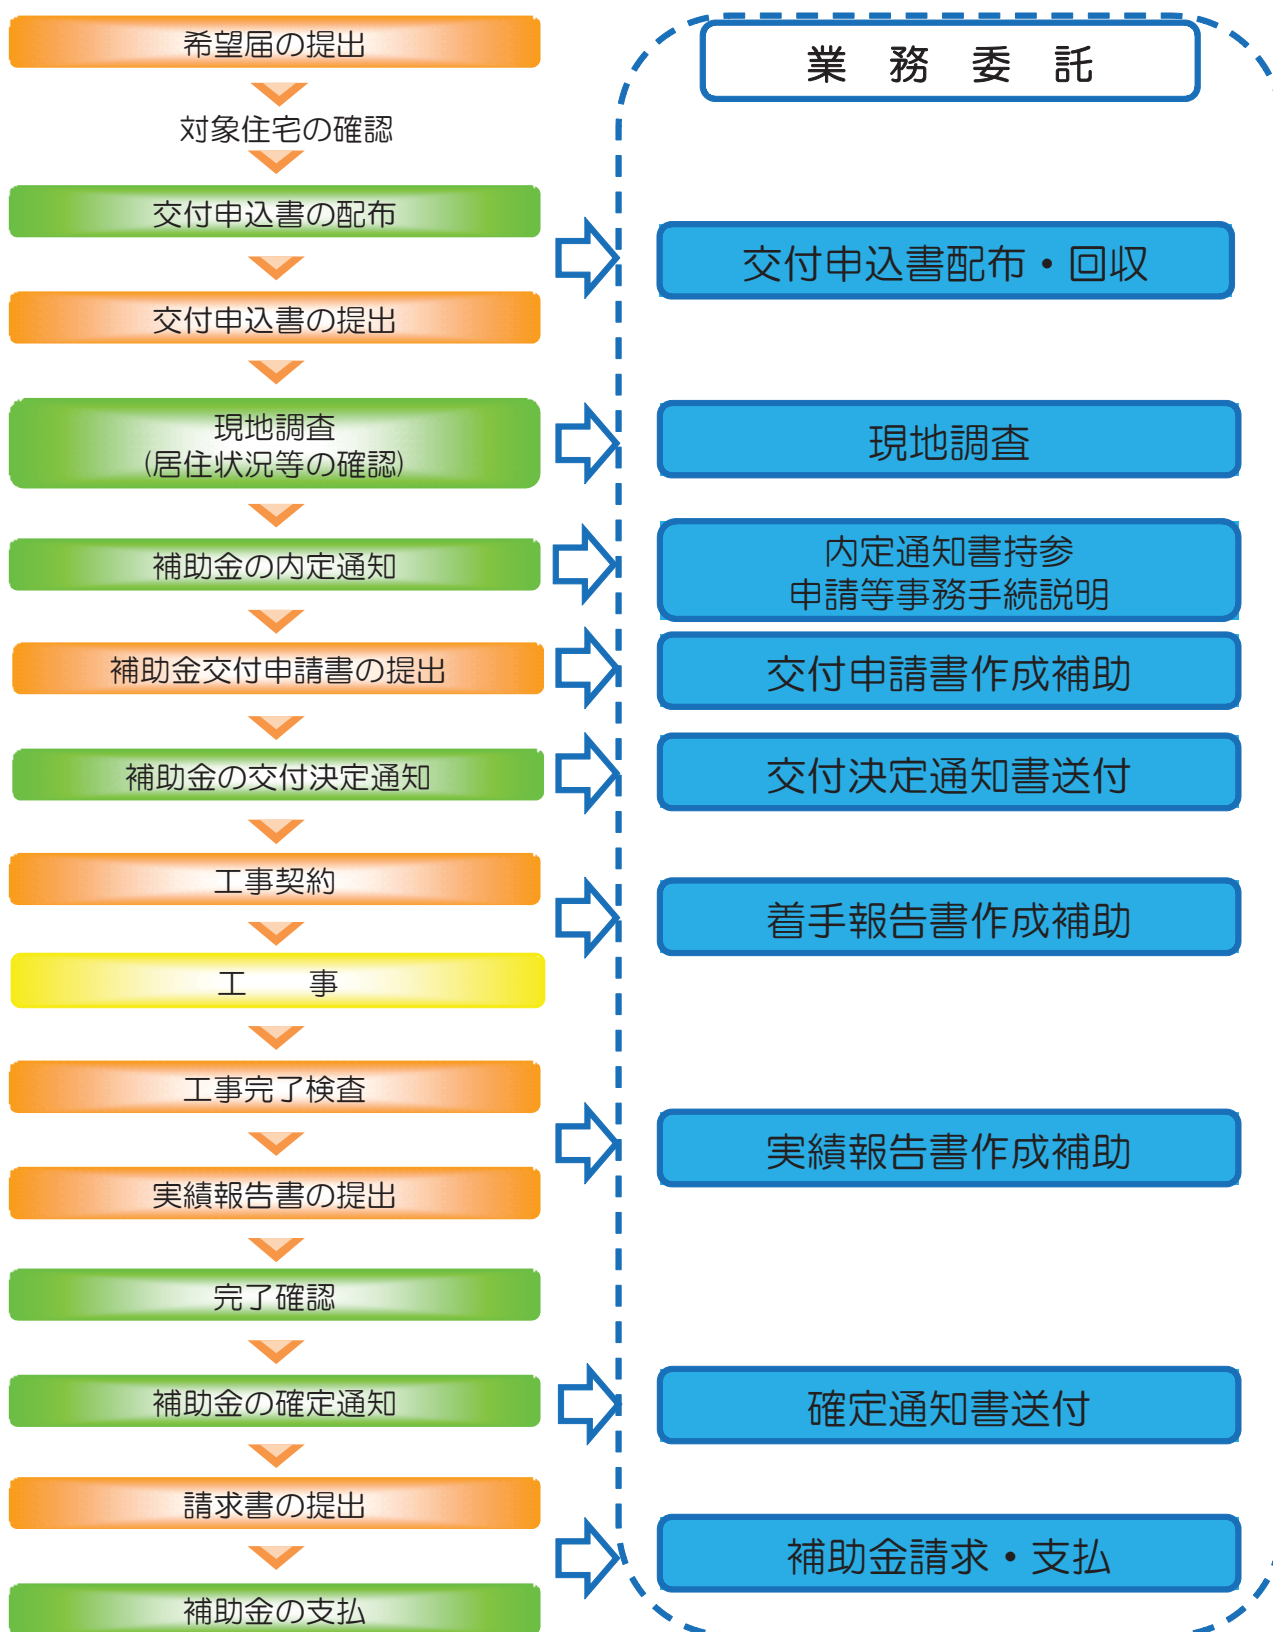 希望届の提出
対象住宅の確認
交付申込書の配布
交付申込書の提出
現地調査
(居住状況等の確認)
補助金の内定通知
補助金交付申請書の提出
補助金の交付決定通知
工事契約
工　事
工事完了検査
実績報告書の提出
完了確認
補助金の確定通知
請求書の提出
補助金の支払
業　務　委　託
交付申込書配布・回収
現地調査
内定通知書持参
申請等事務手続説明
交付申請書作成補助
交付決定通知書送付
着手報告書作成補助
実績報告書作成補助
確定通知書送付
補助金請求・支払